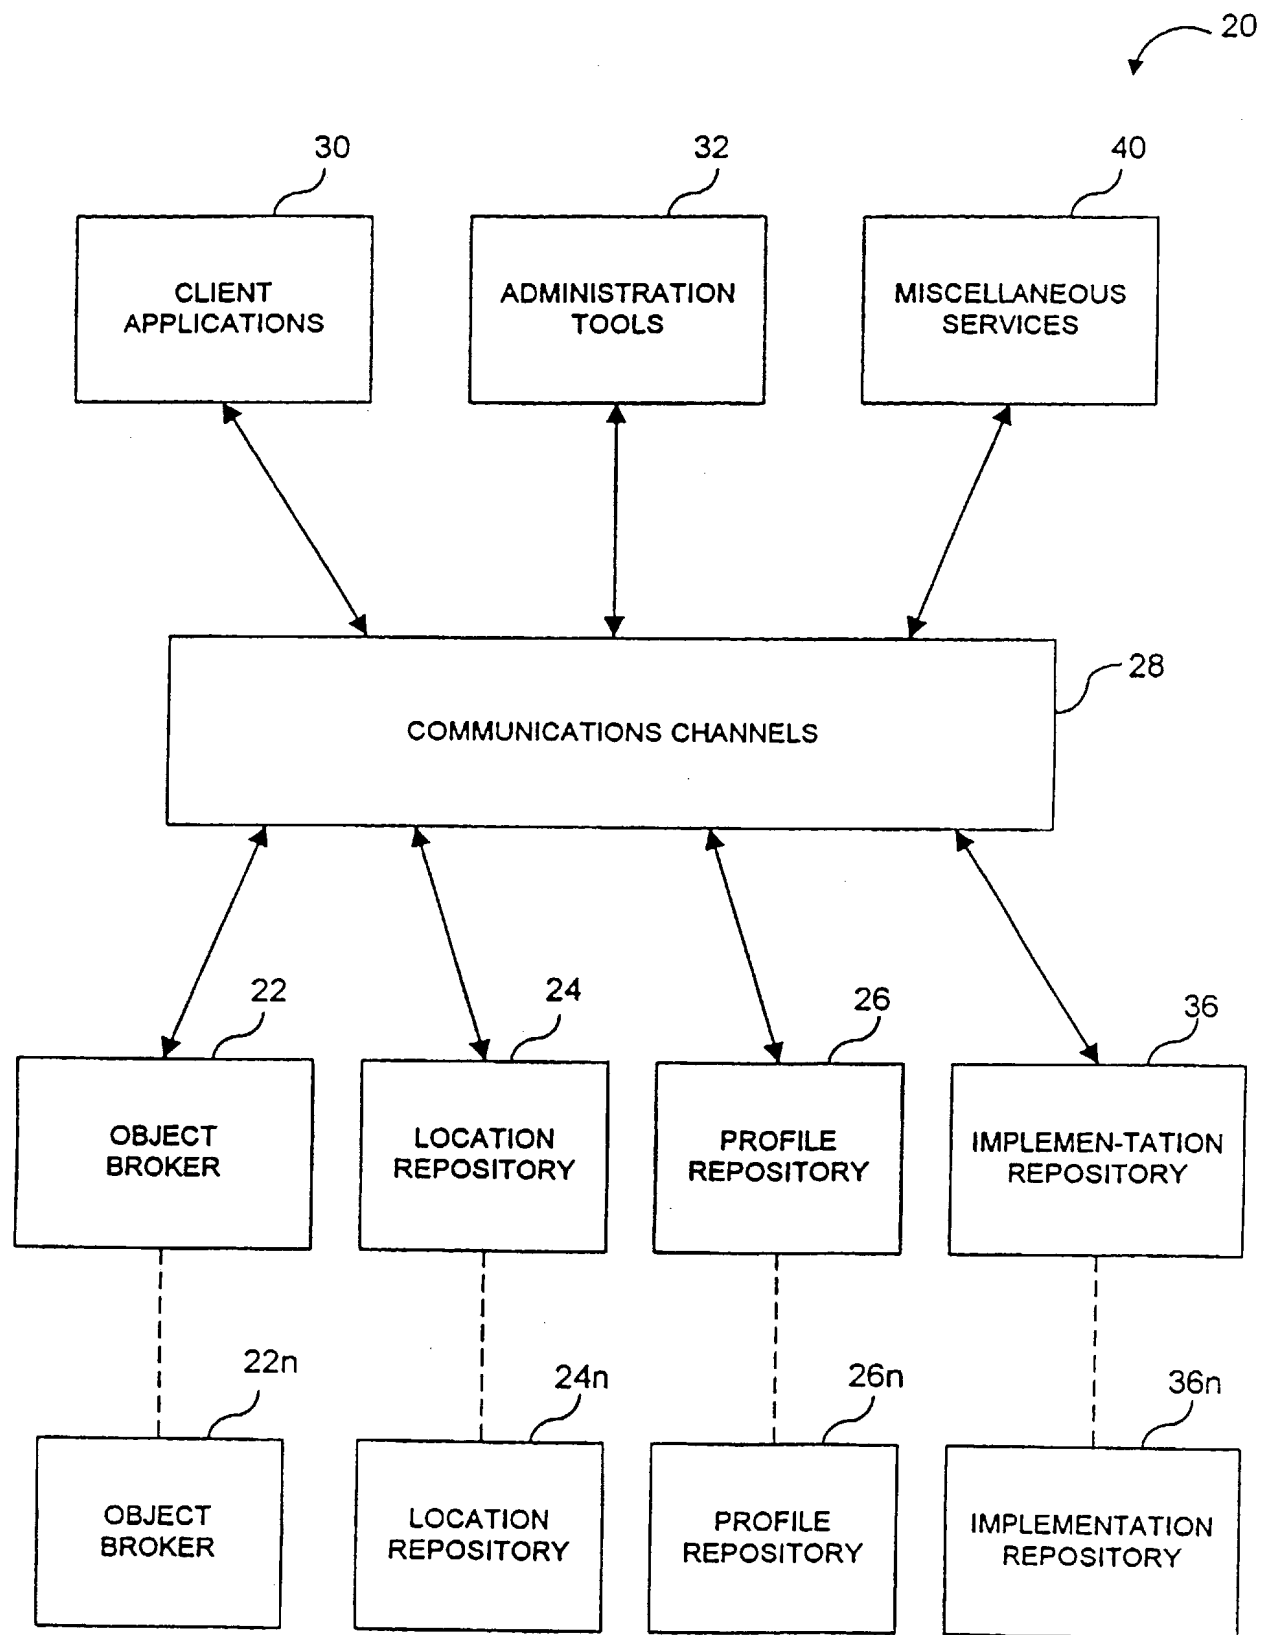 20
30
32
40
CLIENT
APPLICATIONS
ADMINISTRATION
TOOLS
MISCELLANEOUS
SERVICES
28
COMMUNICATIONS CHANNELS
22
24
26
36
OBJECT
BROKER
LOCATION
REPOSITORY
PROFILE
REPOSITORY
IMPLEMEN-TATION
REPOSITORY
22n
24n
26n
36n
OBJECT
BROKER
LOCATION
REPOSITORY
PROFILE
REPOSITORY
IMPLEMENTATION
REPOSITORY